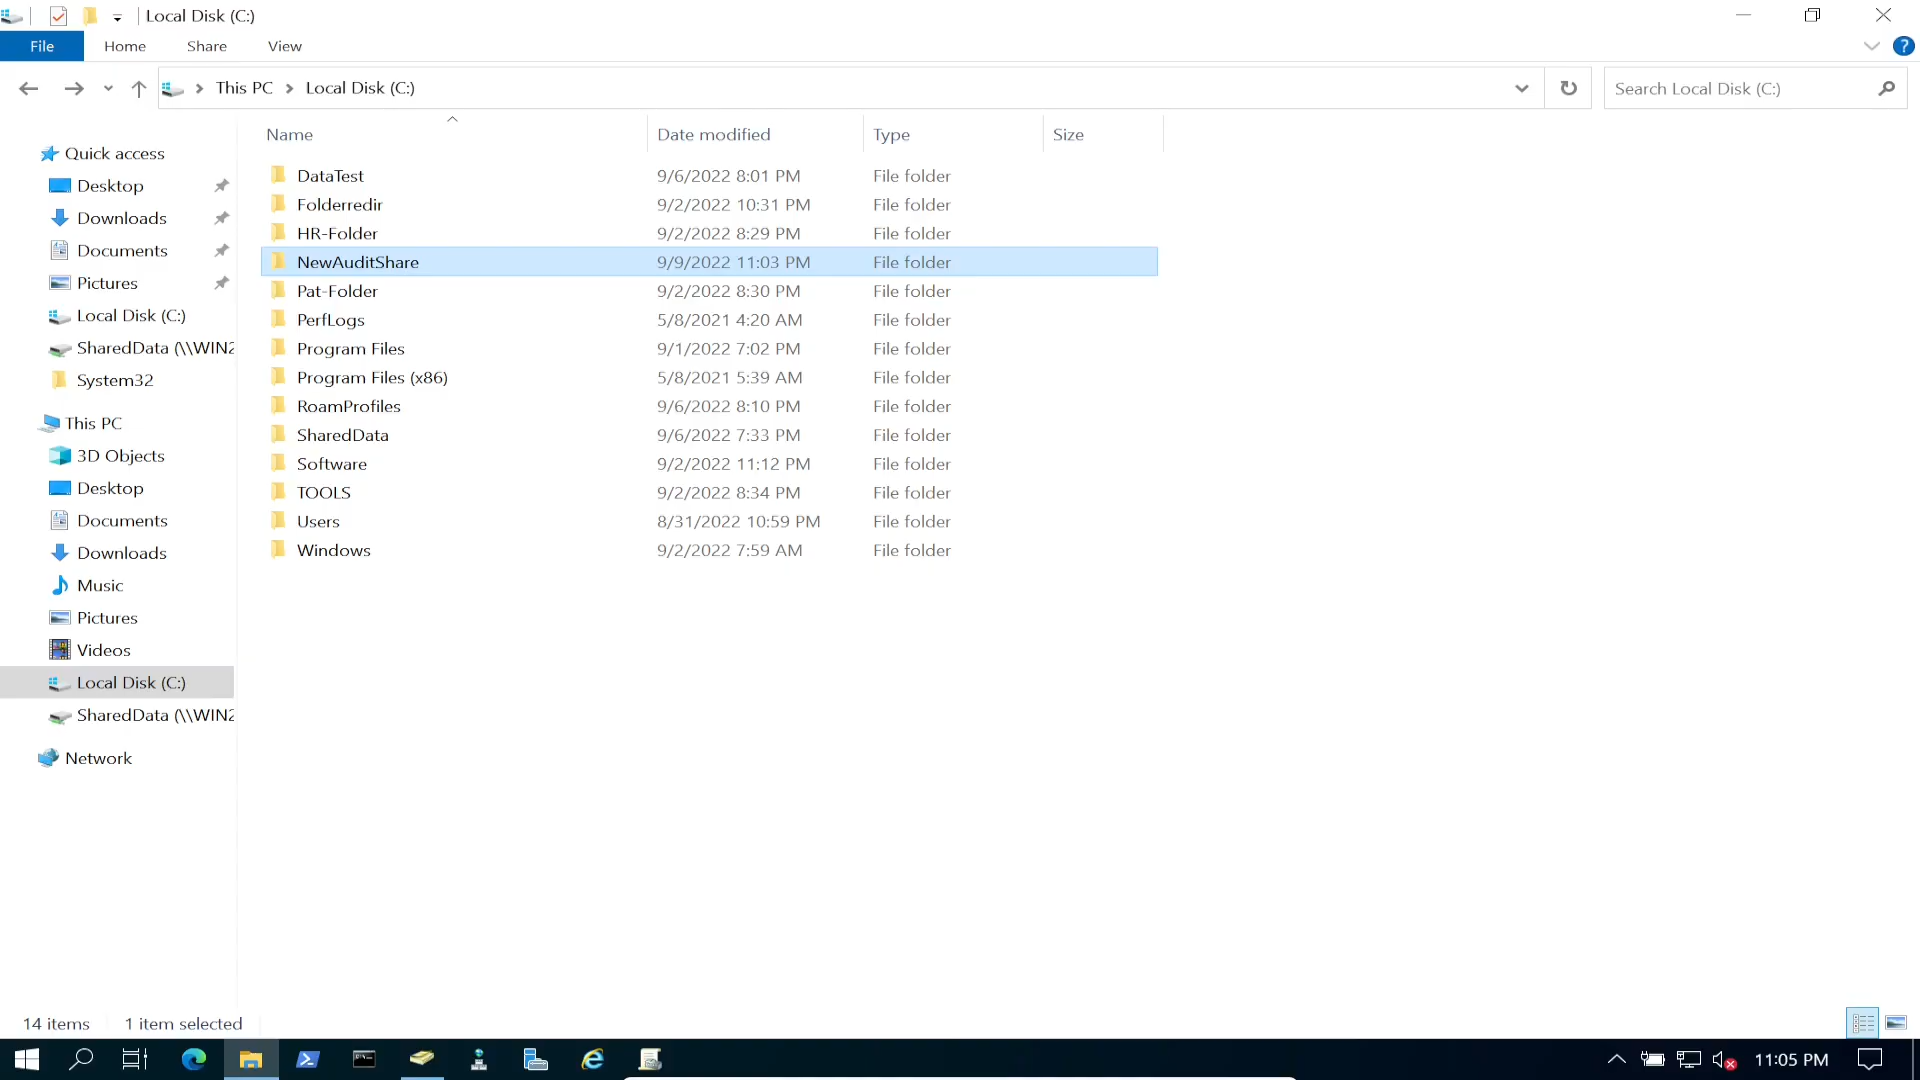 Local Disk (C:)
File Home Share View
?
This PC Local Disk (C:)
Search Local Disk (C:)
Name Date modified Type Size
Quick access
Desktop
Downloads
Documents
Pictures
Local Disk (C:)
SharedData (\\WIN2
System32
This PC
3D Objects
Desktop
Documents
Downloads
Music
Pictures
Videos
Local Disk (C:)
SharedData (\\WIN2
Network
DataTest 9/6/2022 8:01 PM File folder
Folderredir 9/2/2022 10:31 PM File folder
HR-Folder 9/2/2022 8:29 PM File folder
NewAuditShare 9/9/2022 11:03 PM File folder
Pat-Folder 9/2/2022 8:30 PM File folder
PerfLogs 5/8/2021 4:20 AM File folder
Program Files 9/1/2022 7:02 PM File folder
Program Files (x86) 5/8/2021 5:39 AM File folder
RoamProfiles 9/6/2022 8:10 PM File folder
SharedData 9/6/2022 7:33 PM File folder
Software 9/2/2022 11:12 PM File folder
TOOLS 9/2/2022 8:34 PM File folder
Users 8/31/2022 10:59 PM File folder
Windows 9/2/2022 7:59 AM File folder
14 items 1 item selected
11:05 PM